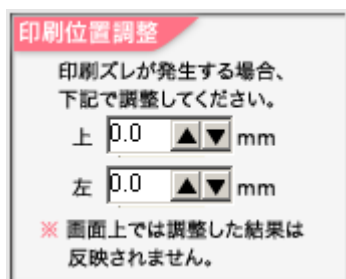 印刷位置調整
印刷ズレが発生する場合、
下記で調整してください。
上 0.0 ▲▼ mm
左 0.0 ▲▼ mm
※ 画面上では調整した結果は
反映されません。